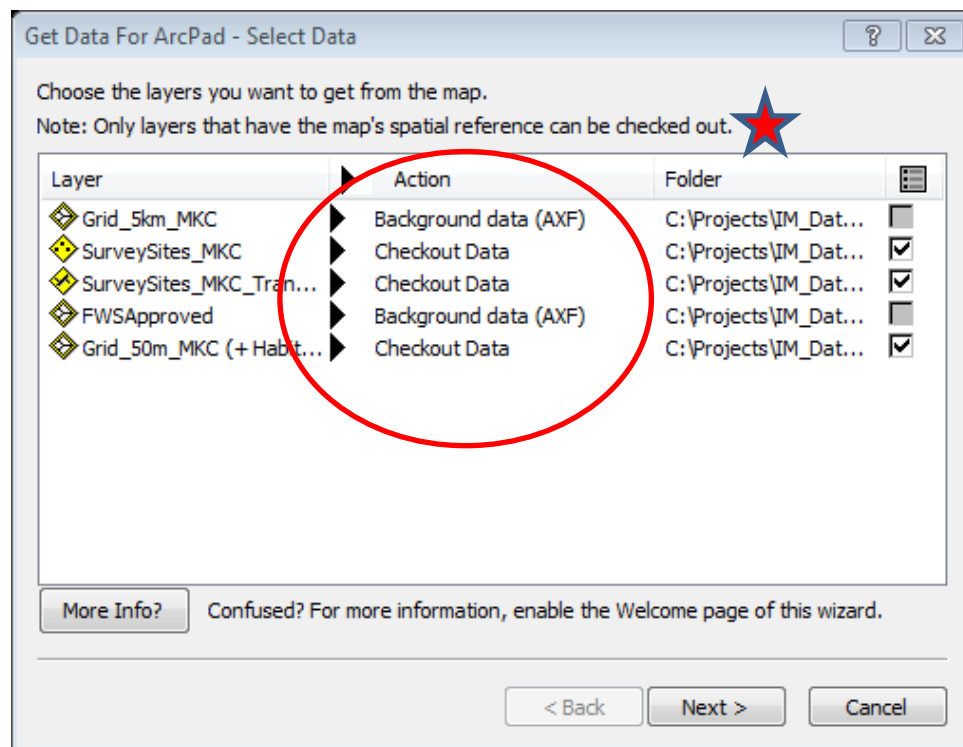 Get Data For ArcPad - Select Data
Choose the layers you want to get from the map.
Note: Only layers that have the map's spatial reference can be checked out.
Layer Action Folder
Grid_5km_MKC Background data (AXF) C:\Projects\IM_Dat...
SurveySites_MKC Checkout Data C:\Projects\IM_Dat...
SurveySites_MKC_Tran... Checkout Data C:\Projects\IM_Dat...
FWSApproved Background data (AXF) C:\Projects\IM_Dat...
Grid_50m_MKC (+ Habit... Checkout Data C:\Projects\IM_Dat...
More Info? Confused? For more information, enable the Welcome page of this wizard.
< Back Next > Cancel